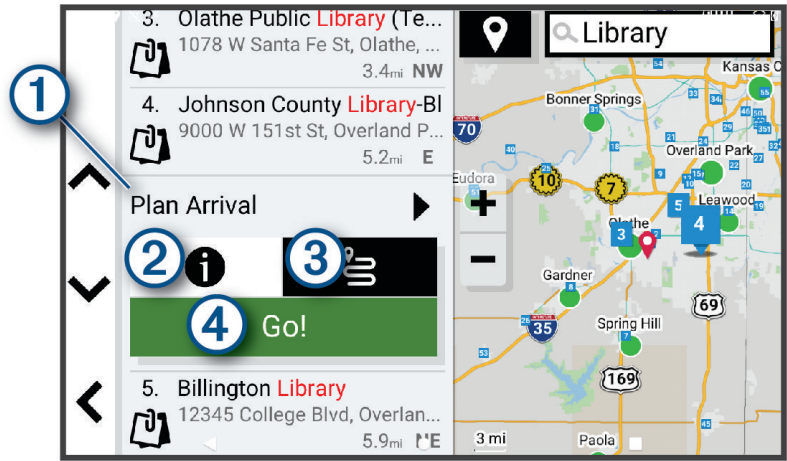 3. Olathe Public Library (Te...
1078 W Santa Fe St, Olathe, ...
3.4mi NW
4. Johnson County Library-Bl
9000 W 151st St, Overland P...
5.2mi E
1
Plan Arrival
2
3
4
Go!
5. Billington Library
12345 College Blvd, Overlan...
5.9mi NE
Library
Kansas C
Bonner Springs
70
Overland Park
Eudora
10
7
Leawood
5
4
3
Olathe
+
−
Gardner
69
35
Spring Hill
169
3 mi
Paola